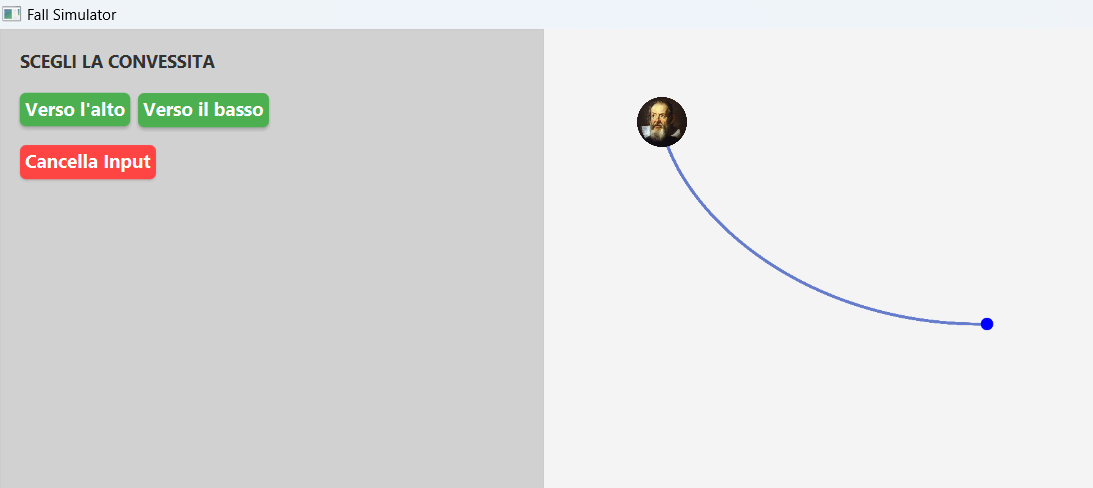 Fall Simulator
SCEGLI LA CONVESSITA
Verso l'alto Verso il basso
Cancella Input